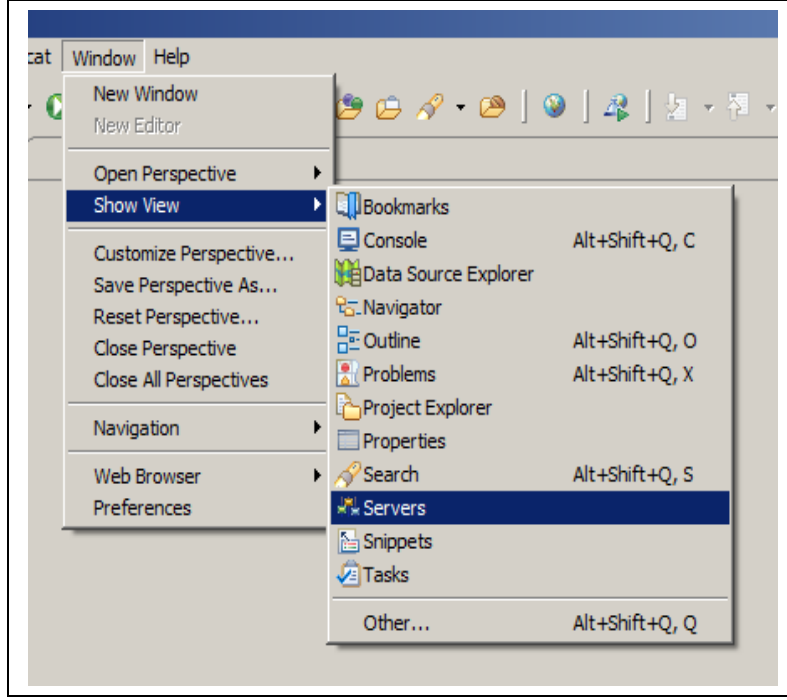 cat Window Help
New Window
New Editor
Open Perspective
Show View
Customize Perspective...
Save Perspective As...
Reset Perspective...
Close Perspective
Close All Perspectives
Navigation
Web Browser
Preferences
Bookmarks
Console Alt+Shift+Q, C
Data Source Explorer
Navigator
Outline Alt+Shift+Q, O
Problems Alt+Shift+Q, X
Project Explorer
Properties
Search Alt+Shift+Q, S
Servers
Snippets
Tasks
Other... Alt+Shift+Q, Q